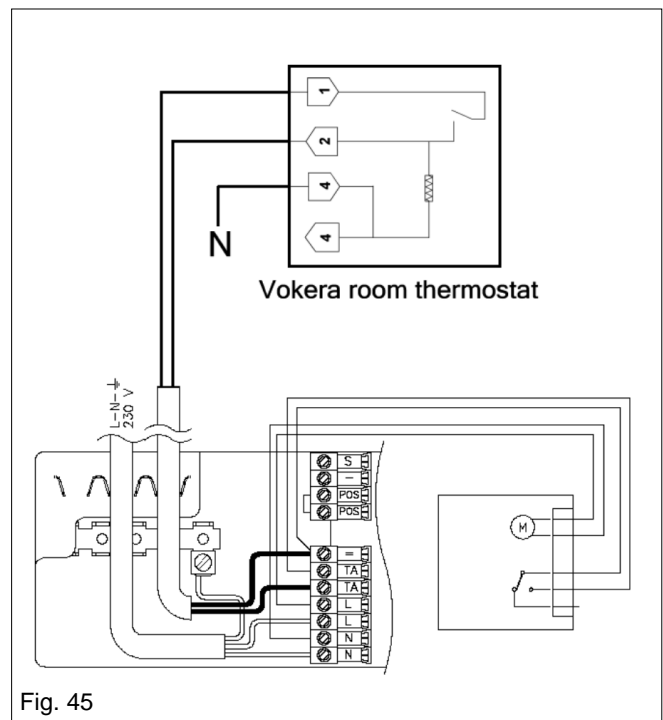 1
2
4
4
N
Vokera room thermostat
L-N-⏚
230 V
S
–
POS
POS
=
TA
TA
L
L
N
N
M
Fig. 45